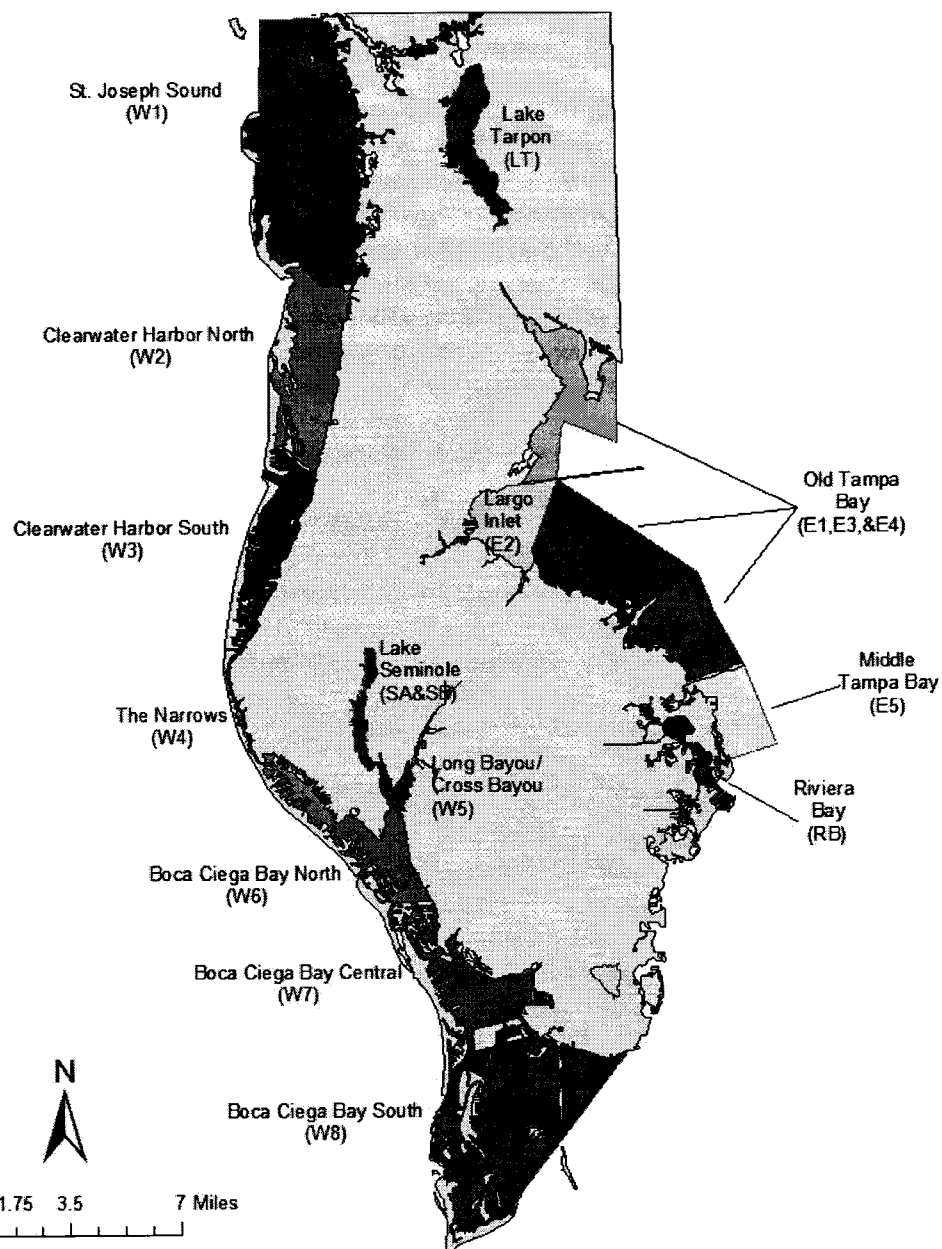 St. Joseph Sound
(W1)
Lake
Tarpon
(LT)
Clearwater Harbor North
(W2)
Clearwater Harbor South
(W3)
Largo
Inlet
(E2)
Old Tampa
Bay
(E1,E3,&E4)
Lake
Seminole
(SA&SB)
Middle
Tampa Bay
(E5)
The Narrows
(W4)
Long Bayou/
Cross Bayou
(W5)
Riviera
Bay
(RB)
Boca Ciega Bay North
(W6)
Boca Ciega Bay Central
(W7)
N
Boca Ciega Bay South
(W8)
1.75 3.5 7 Miles